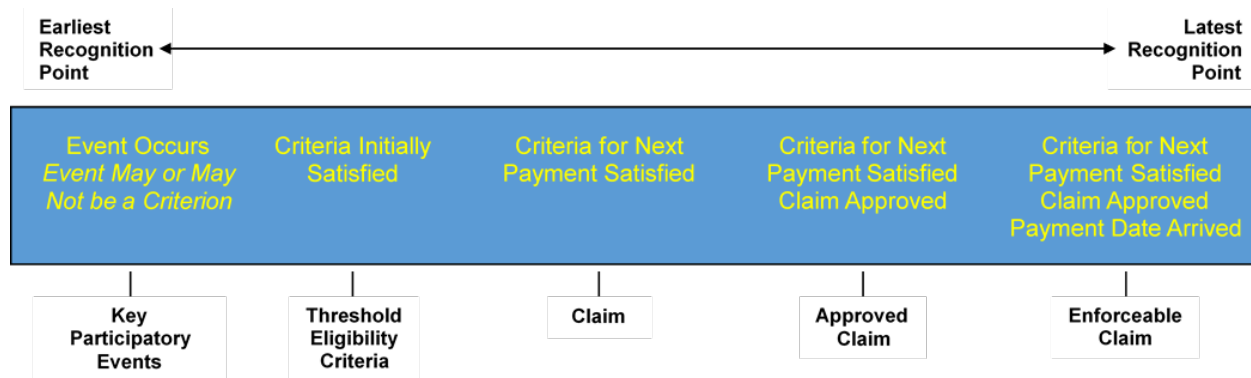 Earliest
Recognition
Point
Latest
Recognition
Point
Event Occurs
Event May or May
Not be a Criterion
Criteria Initially
Satisfied
Criteria for Next
Payment Satisfied
Criteria for Next
Payment Satisfied
Claim Approved
Criteria for Next
Payment Satisfied
Claim Approved
Payment Date Arrived
Key
Participatory
Events
Threshold
Eligibility
Criteria
Claim
Approved
Claim
Enforceable
Claim